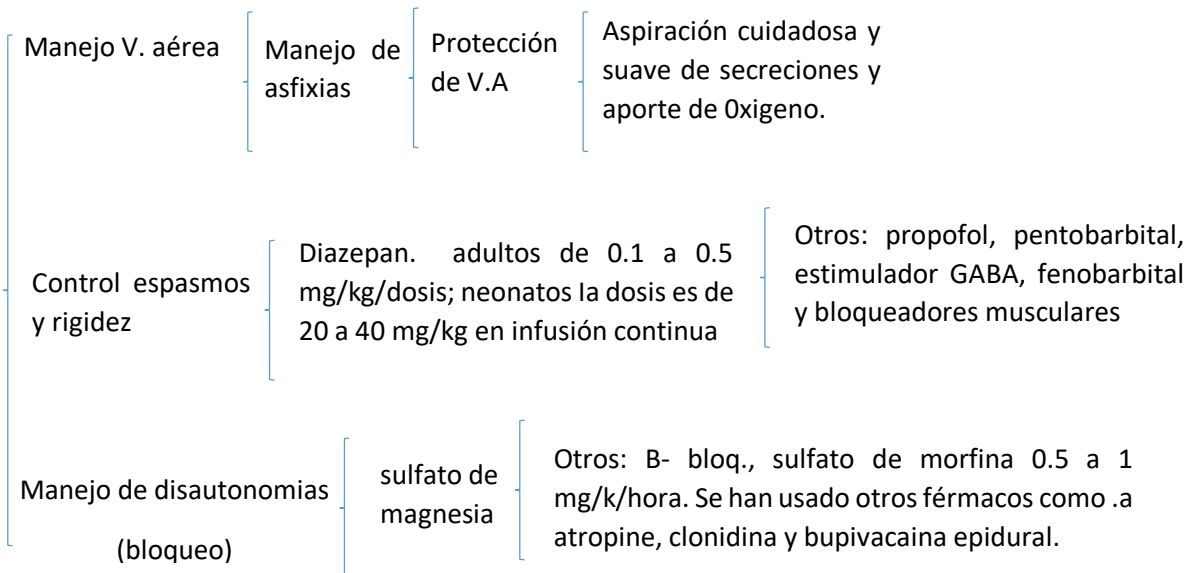 Manejo V. aérea
Manejo de
asfixias
Protección
de V.A
Aspiración cuidadosa y
suave de secreciones y
aporte de 0xigeno.
Control espasmos
y rigidez
Diazepan. adultos de 0.1 a 0.5
mg/kg/dosis; neonatos Ia dosis es de
20 a 40 mg/kg en infusión continua
Otros: propofol, pentobarbital,
estimulador GABA, fenobarbital
y bloqueadores musculares
Manejo de disautonomias
(bloqueo)
sulfato de
magnesia
Otros: B- bloq., sulfato de morfina 0.5 a 1
mg/k/hora. Se han usado otros férmacos como .a
atropine, clonidina y bupivacaina epidural.